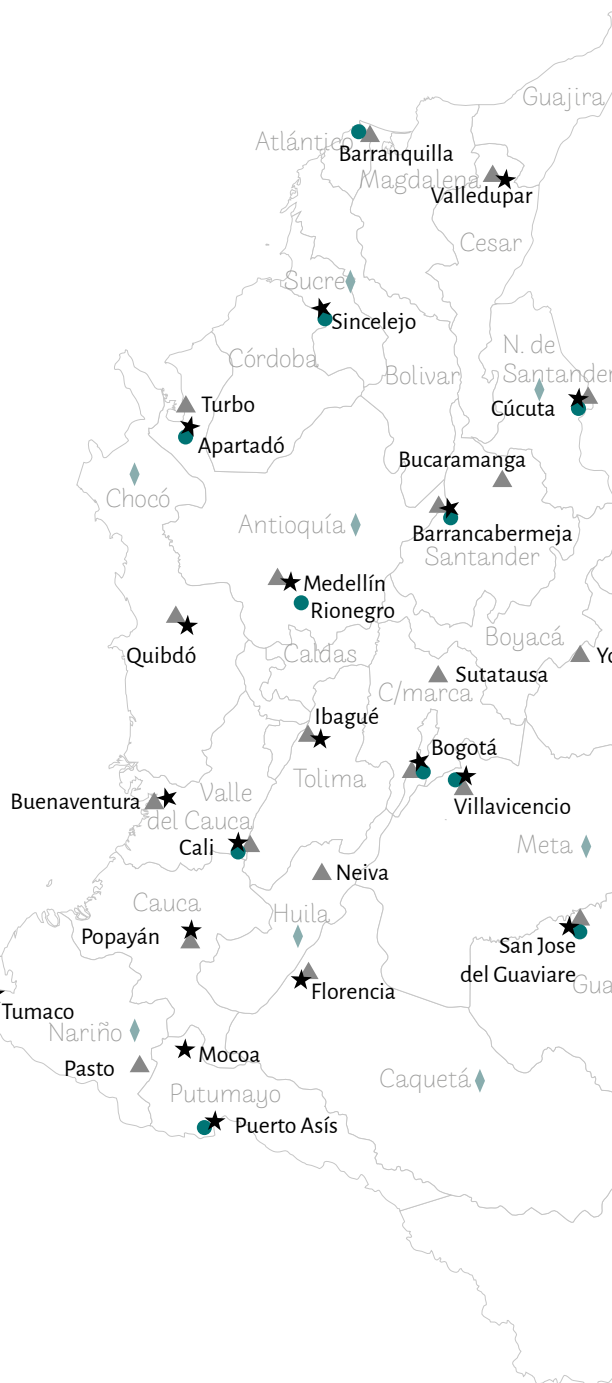 Guajira
Atlántico
Barranquilla
Magdalena
Valledupar
Cesar
Sucre
Sincelejo
Córdoba
Bolivar
N. de
Santander
Cúcuta
Turbo
Apartadó
Bucaramanga
Chocó
Antioquía
Barrancabermeja
Santander
Medellín
Rionegro
Quibdó
Boyacá
Caldas
Yo
Sutatausa
C/marca
Ibagué
Bogotá
Tolima
Valle
del Cauca
Buenaventura
Villavicencio
Cali
Meta
Neiva
Cauca
Huila
Popayán
San Jose
del Guaviare
Gua
Florencia
Tumaco
Nariño
Mocoa
Pasto
Caquetá
Putumayo
Puerto Asís